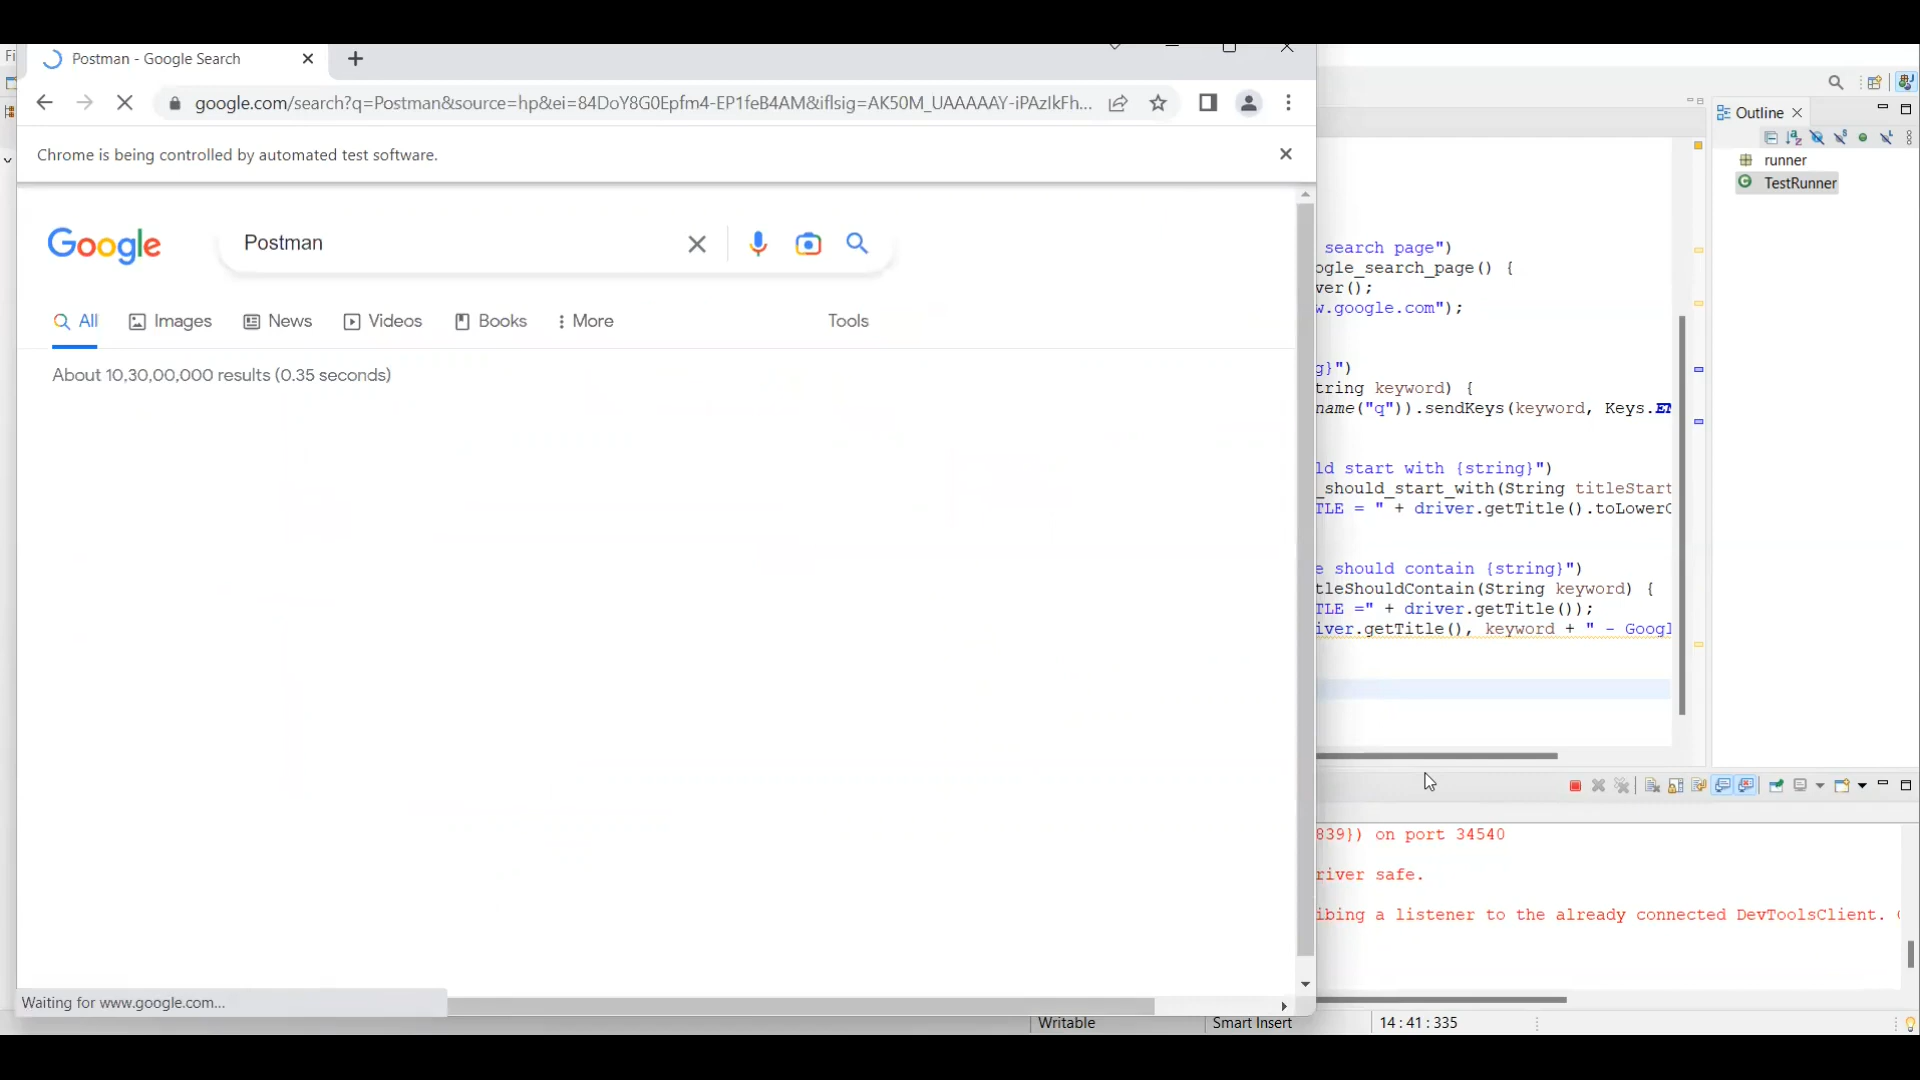 Fi
Postman - Google Search
google.com/search?q=Postman&source=hp&ei=84DoY8G0Epfm4-EP1feB4AM&iflsig=AK50M_UAAAAAY-iPAzIkFh...
Chrome is being controlled by automated test software.
Google
Postman
All
Images
News
Videos
Books
More
Tools
About 10,30,00,000 results (0.35 seconds)
Waiting for www.google.com...
search page")
ogle_search_page() {
ver();
w.google.com");
g}")
tring keyword) {
name("q")).sendKeys(keyword, Keys.EN
ld start with {string}")
_should_start_with(String titleStart
TLE = " + driver.getTitle().toLowerC
e should contain {string}")
tleShouldContain(String keyword) {
TLE =" + driver.getTitle());
iver.getTitle(), keyword + " - Googl
Outline
runner
TestRunner
839}) on port 34540
river safe.
ibing a listener to the already connected DevToolsClient.
Writable
Smart Insert
14 : 41 : 335